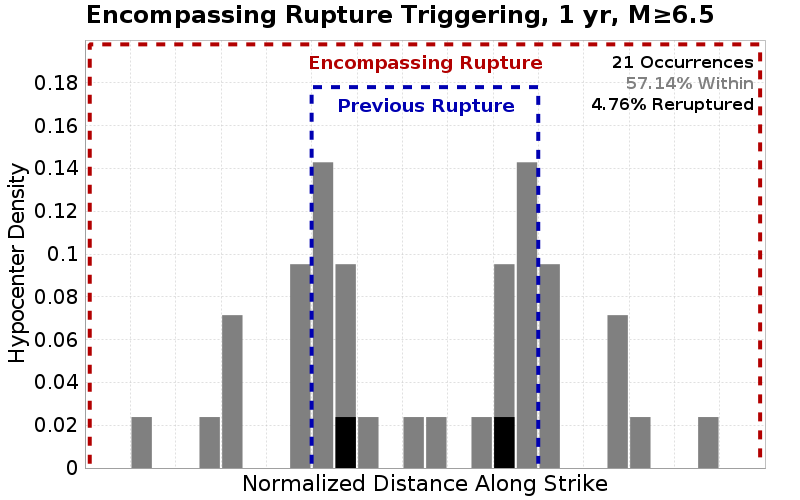 Encompassing Rupture Triggering, 1 yr, M≥6.5
Encompassing Rupture
21 Occurrences
57.14% Within
4.76% Reruptured
Previous Rupture
Hypocenter Density
0.18
0.16
0.14
0.12
0.1
0.08
0.06
0.04
0.02
0
Normalized Distance Along Strike